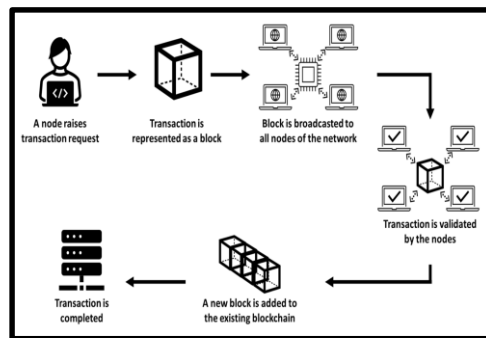 </>
A node raises
transaction request
Transaction is
represented as a block
Block is broadcasted to
all nodes of the network
Transaction is validated
by the nodes
A new block is added to
the existing blockchain
Transaction is
completed